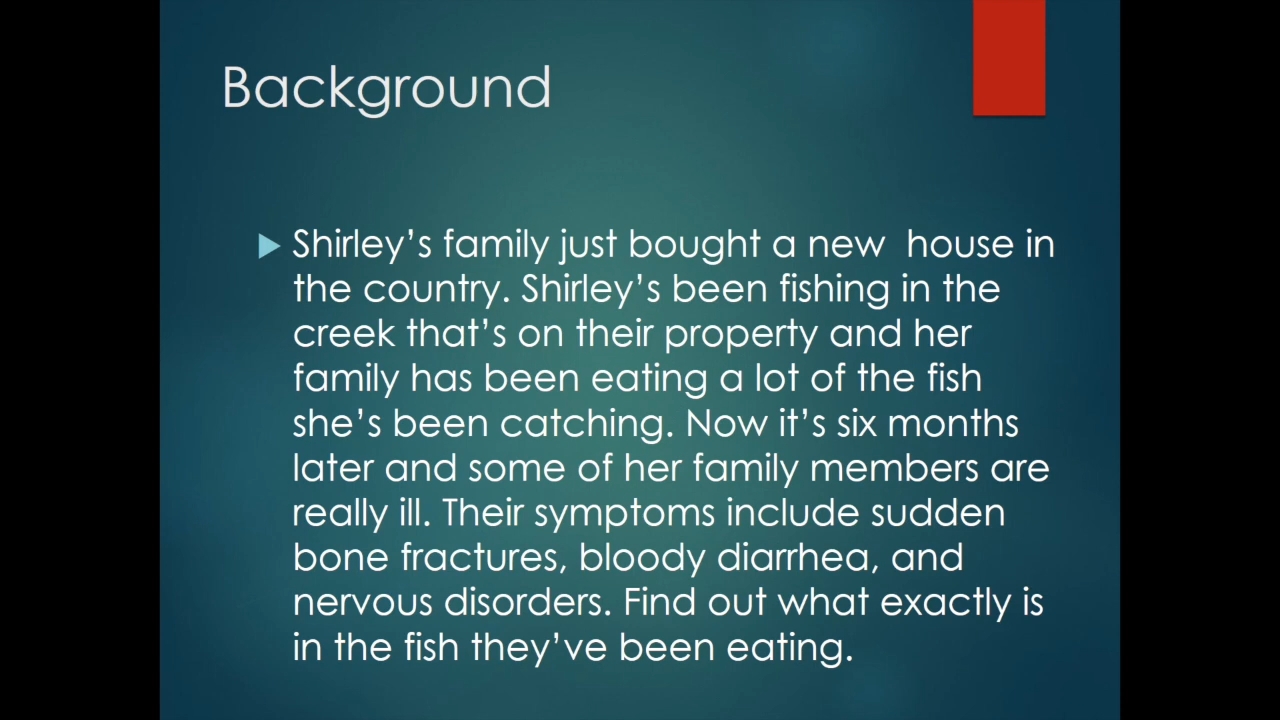 Background
Shirley’s family just bought a new  house in
the country. Shirley’s been fishing in the
creek that’s on their property and her
family has been eating a lot of the fish
she’s been catching. Now it’s six months
later and some of her family members are
really ill. Their symptoms include sudden
bone fractures, bloody diarrhea, and
nervous disorders. Find out what exactly is
in the fish they’ve been eating.